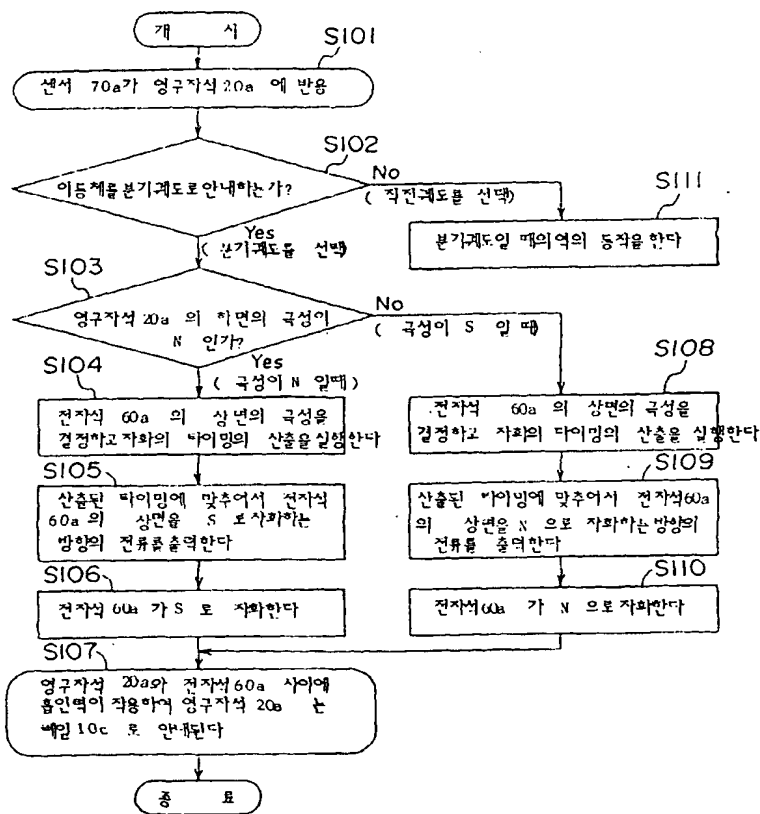 개 시
S101
센서 70a가 영구자석 20a 에 반응
S102
이동체를 분기궤도로 안내하는가?
No
( 직진궤도를 선택)
S111
분기궤도일 때의 역의 동작을 한다
Yes
( 분기궤도를 선택)
S103
영구자석 20a 의 하면의 극성이
N 인가?
No
( 극성이 S 일 때)
Yes
( 극성이 N 일때)
S104
전자석 60a 의 상면의 극성을
결정하고 자화의 타이밍의 산출을 실행한다
S108
전자석 60a 의 상면의 극성을
결정하고 자화의 타이밍의 산출을 실행한다
S105
산출된 타이밍에 맞추어서 전자석
60a 의 상면을 S 로 자화하는
방향의 전류를 출력한다
S109
산출된 타이밍에 맞추어서 전자석60a
의 상면을 N 으로 자화하는 방향의
전류를 출력한다
S106
전자석 60a 가 S 로 자화한다
S110
전자석60a 가 N 으로자화한다
S107
영구자석 20a와 전자석 60a 사이에
흡인력이 작용하여 영구자석 20a 는
레일 10c 로 안내된다
종 료